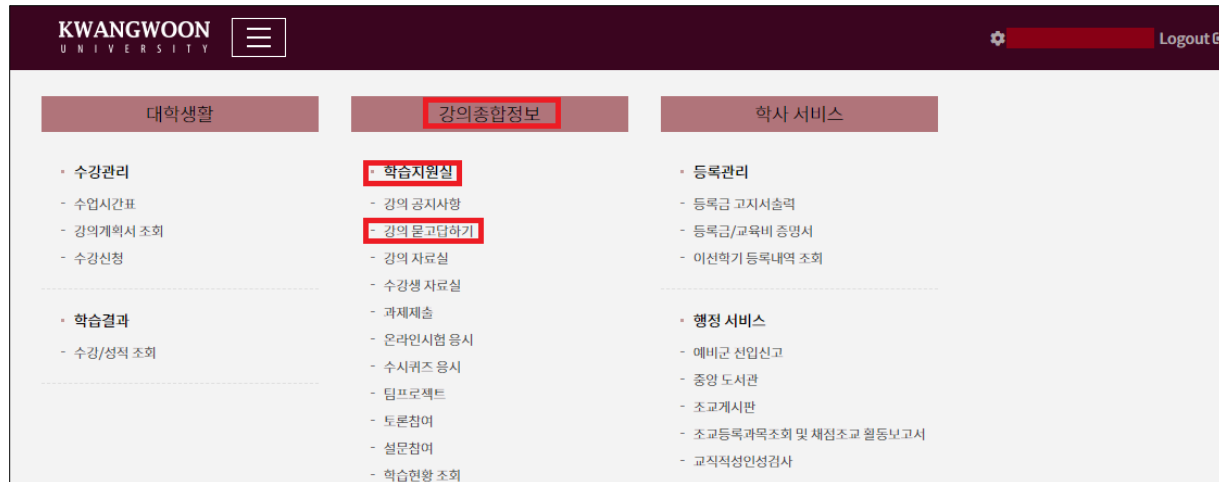 KWANGWOON
UNIVERSITY
Logout
대학생활
수강관리
- 수업시간표
- 강의계획서 조회
- 수강신청
학습결과
- 수강/성적 조회
강의종합정보
학습지원실
- 강의 공지사항
- 강의 묻고답하기
- 강의 자료실
- 수강생 자료실
- 과제제출
- 온라인시험 응시
- 수시퀴즈 응시
- 팀프로젝트
- 토론참여
- 설문참여
- 학습현황 조회
학사 서비스
등록관리
- 등록금 고지서출력
- 등록금/교육비 증명서
- 이선학기 등록내역 조회
행정 서비스
- 예비군 전입신고
- 중앙 도서관
- 조교게시판
- 조교등록과목조회 및 채점조교 활동보고서
- 교직적성인성검사